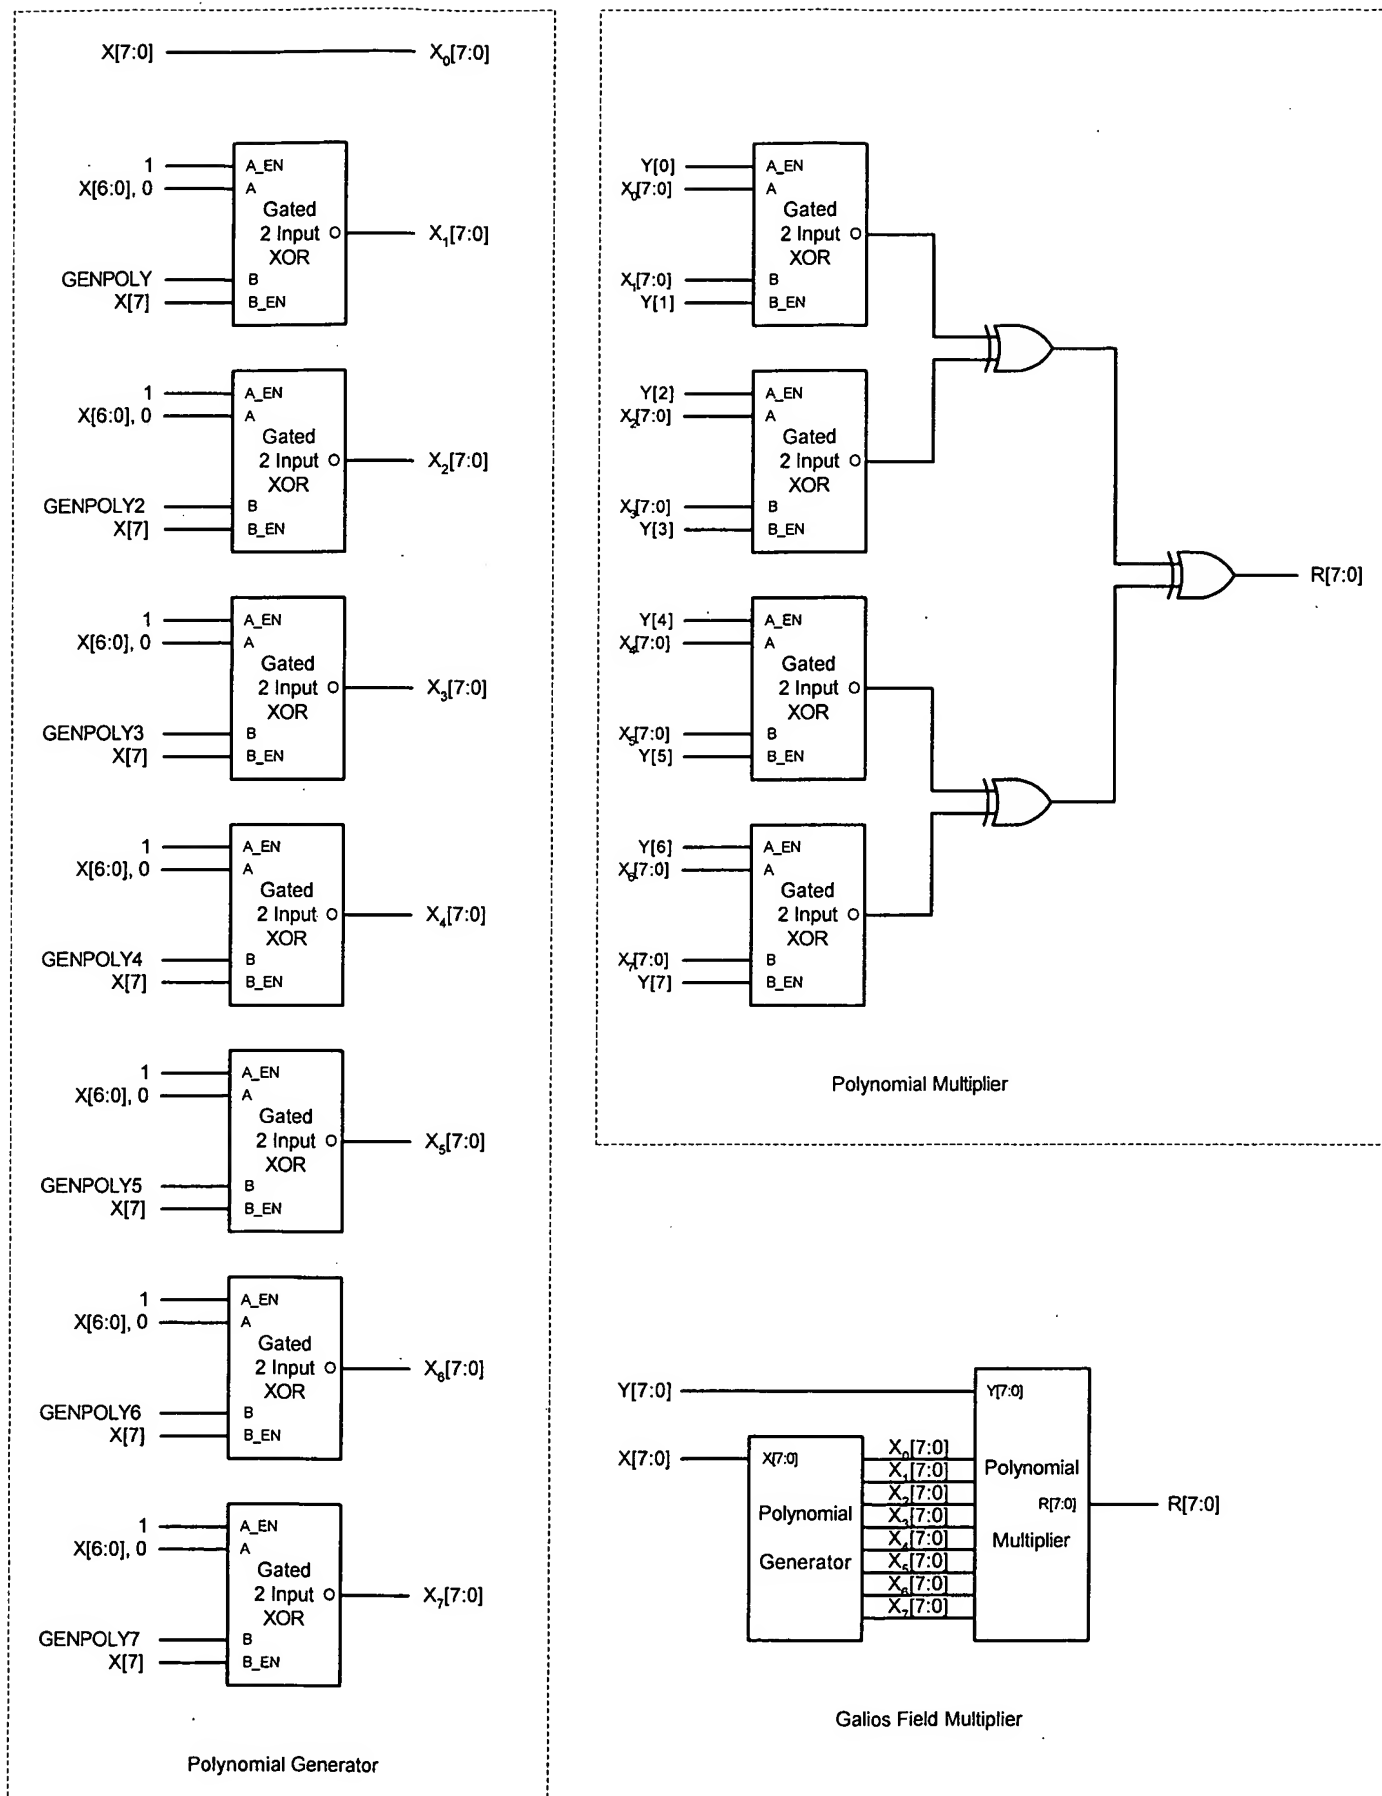 X[7:0] X₀[7:0]
1 A_EN
X[6:0], 0 A
Gated
2 Input O X₁[7:0]
XOR
GENPOLY B
X[7] B_EN
1 A_EN
X[6:0], 0 A
Gated
2 Input O X₂[7:0]
XOR
GENPOLY2 B
X[7] B_EN
1 A_EN
X[6:0], 0 A
Gated
2 Input O X₃[7:0]
XOR
GENPOLY3 B
X[7] B_EN
1 A_EN
X[6:0], 0 A
Gated
2 Input O X₄[7:0]
XOR
GENPOLY4 B
X[7] B_EN
1 A_EN
X[6:0], 0 A
Gated
2 Input O X₅[7:0]
XOR
GENPOLY5 B
X[7] B_EN
1 A_EN
X[6:0], 0 A
Gated
2 Input O X₆[7:0]
XOR
GENPOLY6 B
X[7] B_EN
1 A_EN
X[6:0], 0 A
Gated
2 Input O X₇[7:0]
XOR
GENPOLY7 B
X[7] B_EN
Polynomial Generator
Y[0] A_EN
X₀[7:0] A
Gated
2 Input O
XOR
X₁[7:0] B
Y[1] B_EN
Y[2] A_EN
X₂[7:0] A
Gated
2 Input O
XOR
X₃[7:0] B
Y[3] B_EN
R[7:0]
Y[4] A_EN
X₄[7:0] A
Gated
2 Input O
XOR
X₅[7:0] B
Y[5] B_EN
Y[6] A_EN
X₆[7:0] A
Gated
2 Input O
XOR
X₇[7:0] B
Y[7] B_EN
Polynomial Multiplier
Y[7:0] Y[7:0]
X[7:0] X[7:0]
Polynomial
Generator
X₀[7:0]
X₁[7:0]
X₂[7:0]
X₃[7:0]
X₄[7:0]
X₅[7:0]
X₆[7:0]
X₇[7:0]
Polynomial
R[7:0] R[7:0]
Multiplier
Galios Field Multiplier